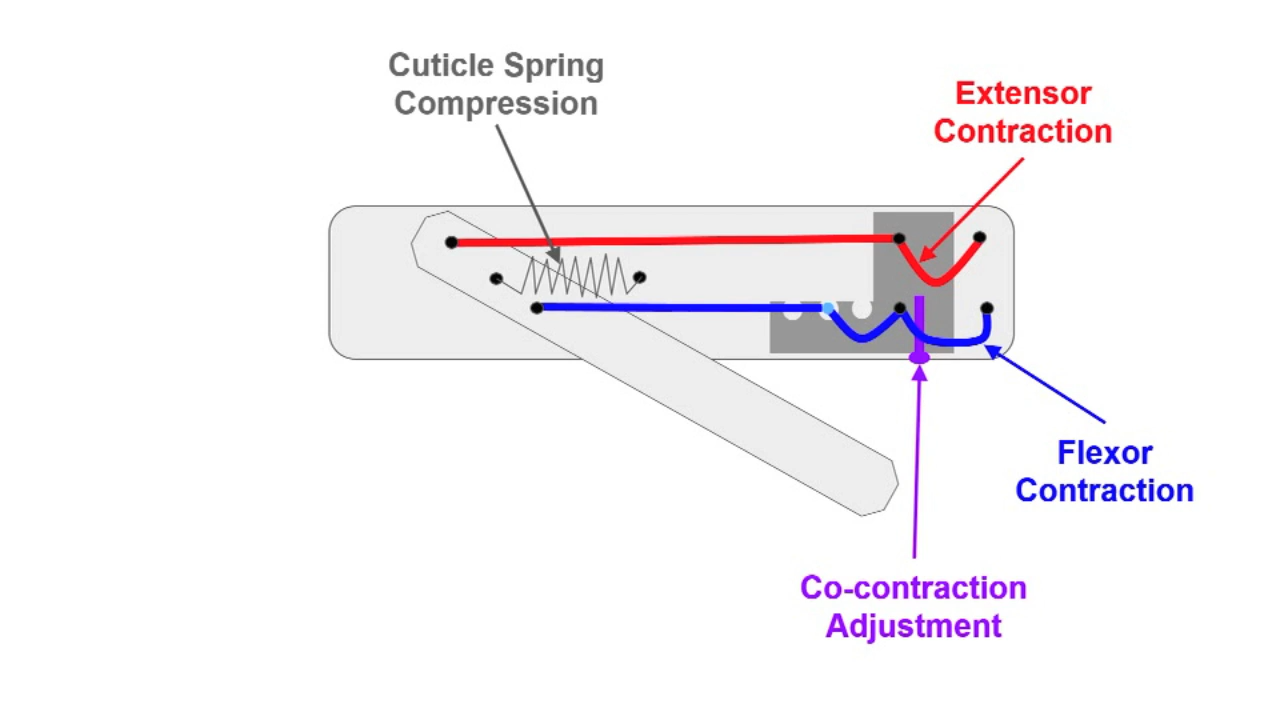 Cuticle Spring
Compression
Extensor
Contraction
Flexor
Contraction
Co-contraction
Adjustment